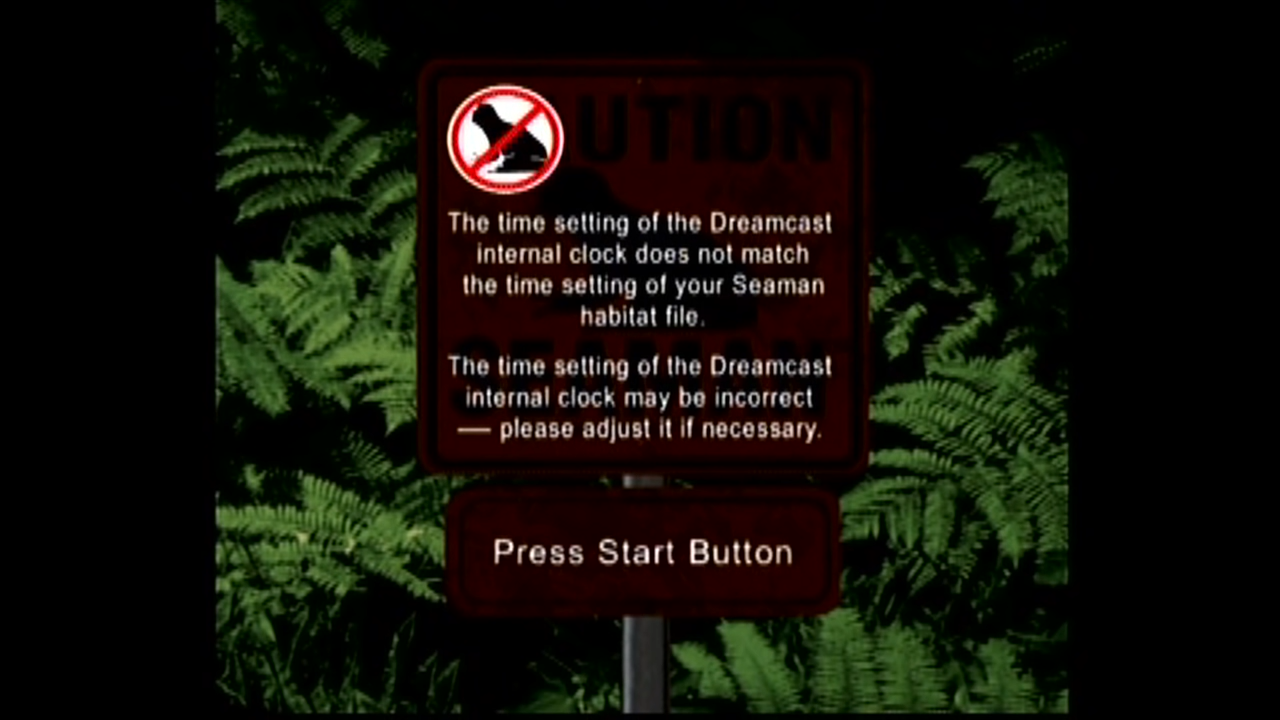 UTION
The time setting of the Dreamcast
internal clock does not match
the time setting of your Seaman
habitat file.
SEAMAN
The time setting of the Dreamcast
internal clock may be incorrect
— please adjust it if necessary.
Press Start Button